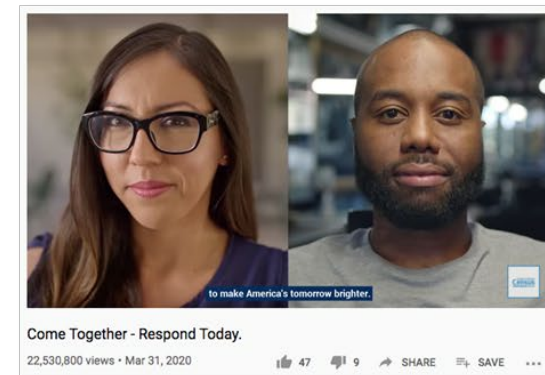 to make America's tomorrow brighter.
Census
Come Together - Respond Today.
22,530,800 views • Mar 31, 2020 47 9 SHARE SAVE